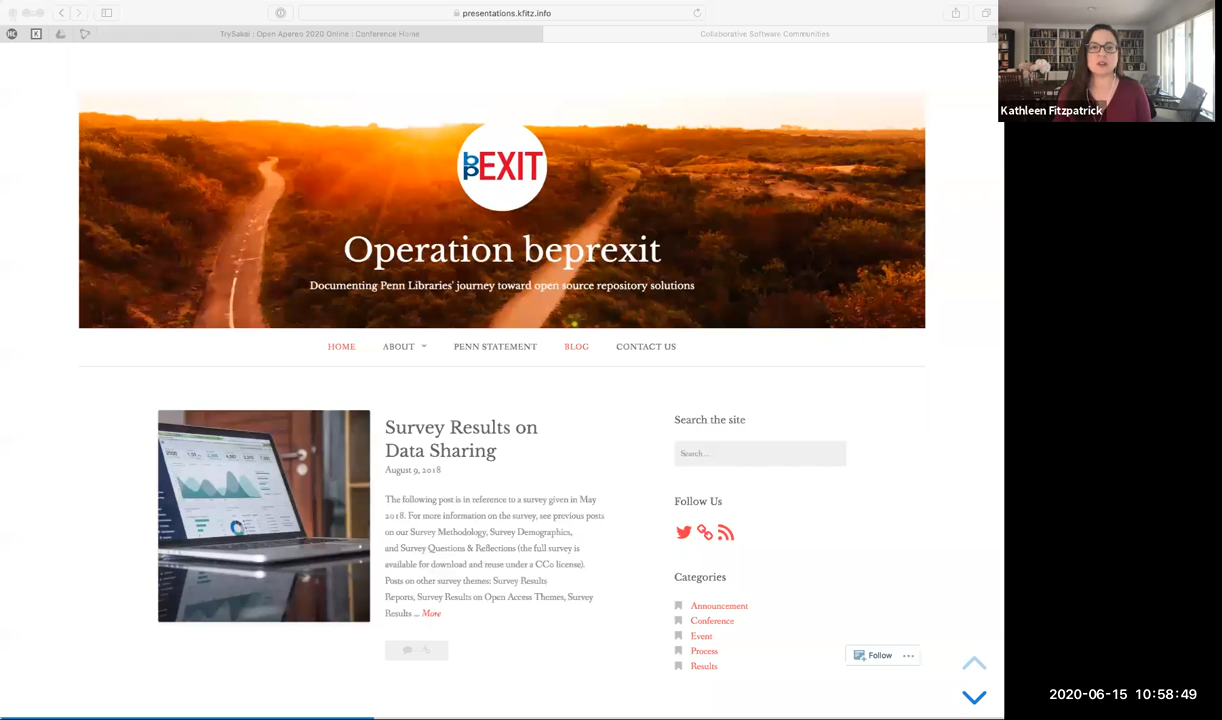 presentations.kfitz.info
TrySakai : Open Apereo 2020 Online : Conference Home
Collaborative Software Communities
Kathleen Fitzpatrick
bp EXIT
Operation beprexit
Documenting Penn Libraries' journey toward open source repository solutions
HOME ABOUT PENN STATEMENT BLOG CONTACT US
Survey Results on
Data Sharing
August 9, 2018
The following post is in reference to a survey given in May
2018. For more information on the survey, see previous posts
on our Survey Methodology, Survey Demographics,
and Survey Questions & Reflections (the full survey is
available for download and reuse under a CC0 license).
Posts on other survey themes: Survey Results
Reports, Survey Results on Open Access Themes, Survey
Results ... More
Search the site
Search...
Follow Us
Categories
Announcement
Conference
Event
Process
Results
Follow ...
2020-06-15 10:58:49